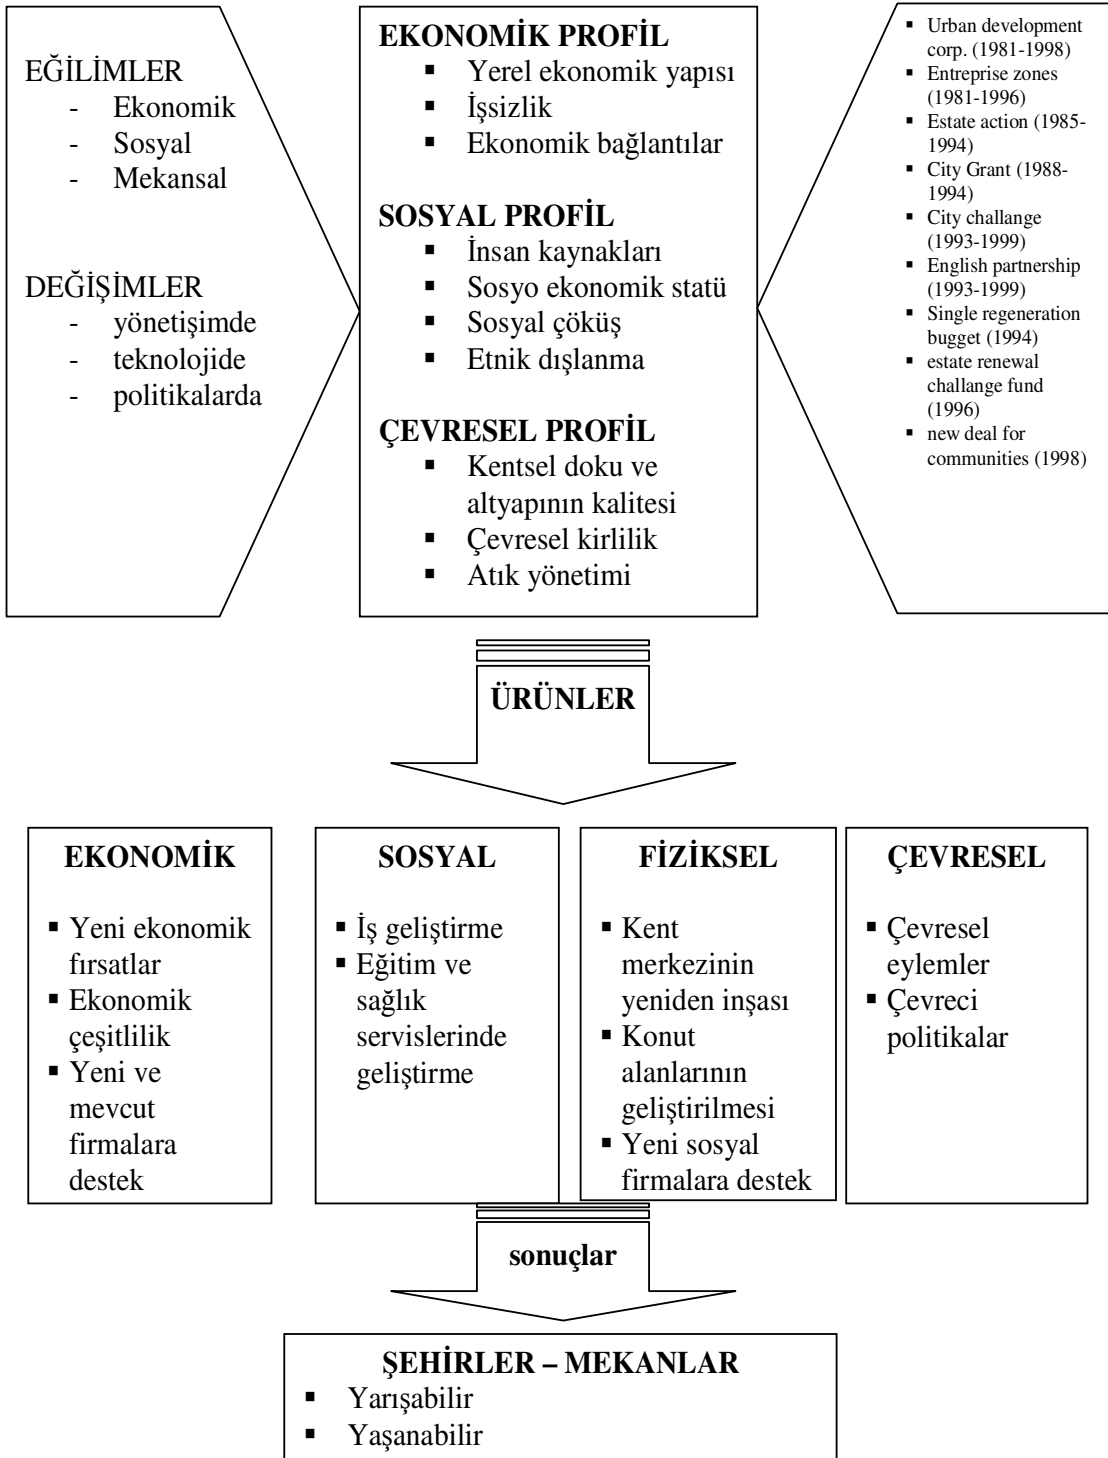 EĞİLİMLER
- Ekonomik
- Sosyal
- Mekansal
DEĞİŞİMLER
- yönetişimde
- teknolojide
- politikalarda
EKONOMİK PROFİL
▪ Yerel ekonomik yapısı
▪ İşsizlik
▪ Ekonomik bağlantılar
SOSYAL PROFİL
▪ İnsan kaynakları
▪ Sosyo ekonomik statü
▪ Sosyal çöküş
▪ Etnik dışlanma
ÇEVRESEL PROFİL
▪ Kentsel doku ve
altyapının kalitesi
▪ Çevresel kirlilik
▪ Atık yönetimi
▪ Urban development
corp. (1981-1998)
▪ Entreprise zones
(1981-1996)
▪ Estate action (1985-
1994)
▪ City Grant (1988-
1994)
▪ City challange
(1993-1999)
▪ English partnership
(1993-1999)
▪ Single regeneration
bugget (1994)
▪ estate renewal
challange fund
(1996)
▪ new deal for
communities (1998)
ÜRÜNLER
EKONOMİK
▪ Yeni ekonomik
fırsatlar
▪ Ekonomik
çeşitlilik
▪ Yeni ve
mevcut
firmalara
destek
SOSYAL
▪ İş geliştirme
▪ Eğitim ve
sağlık
servislerinde
geliştirme
FİZİKSEL
▪ Kent
merkezinin
yeniden inşası
▪ Konut
alanlarının
geliştirilmesi
▪ Yeni sosyal
firmalara destek
ÇEVRESEL
▪ Çevresel
eylemler
▪ Çevreci
politikalar
sonuçlar
ŞEHİRLER – MEKANLAR
▪ Yarışabilir
▪ Yaşanabilir